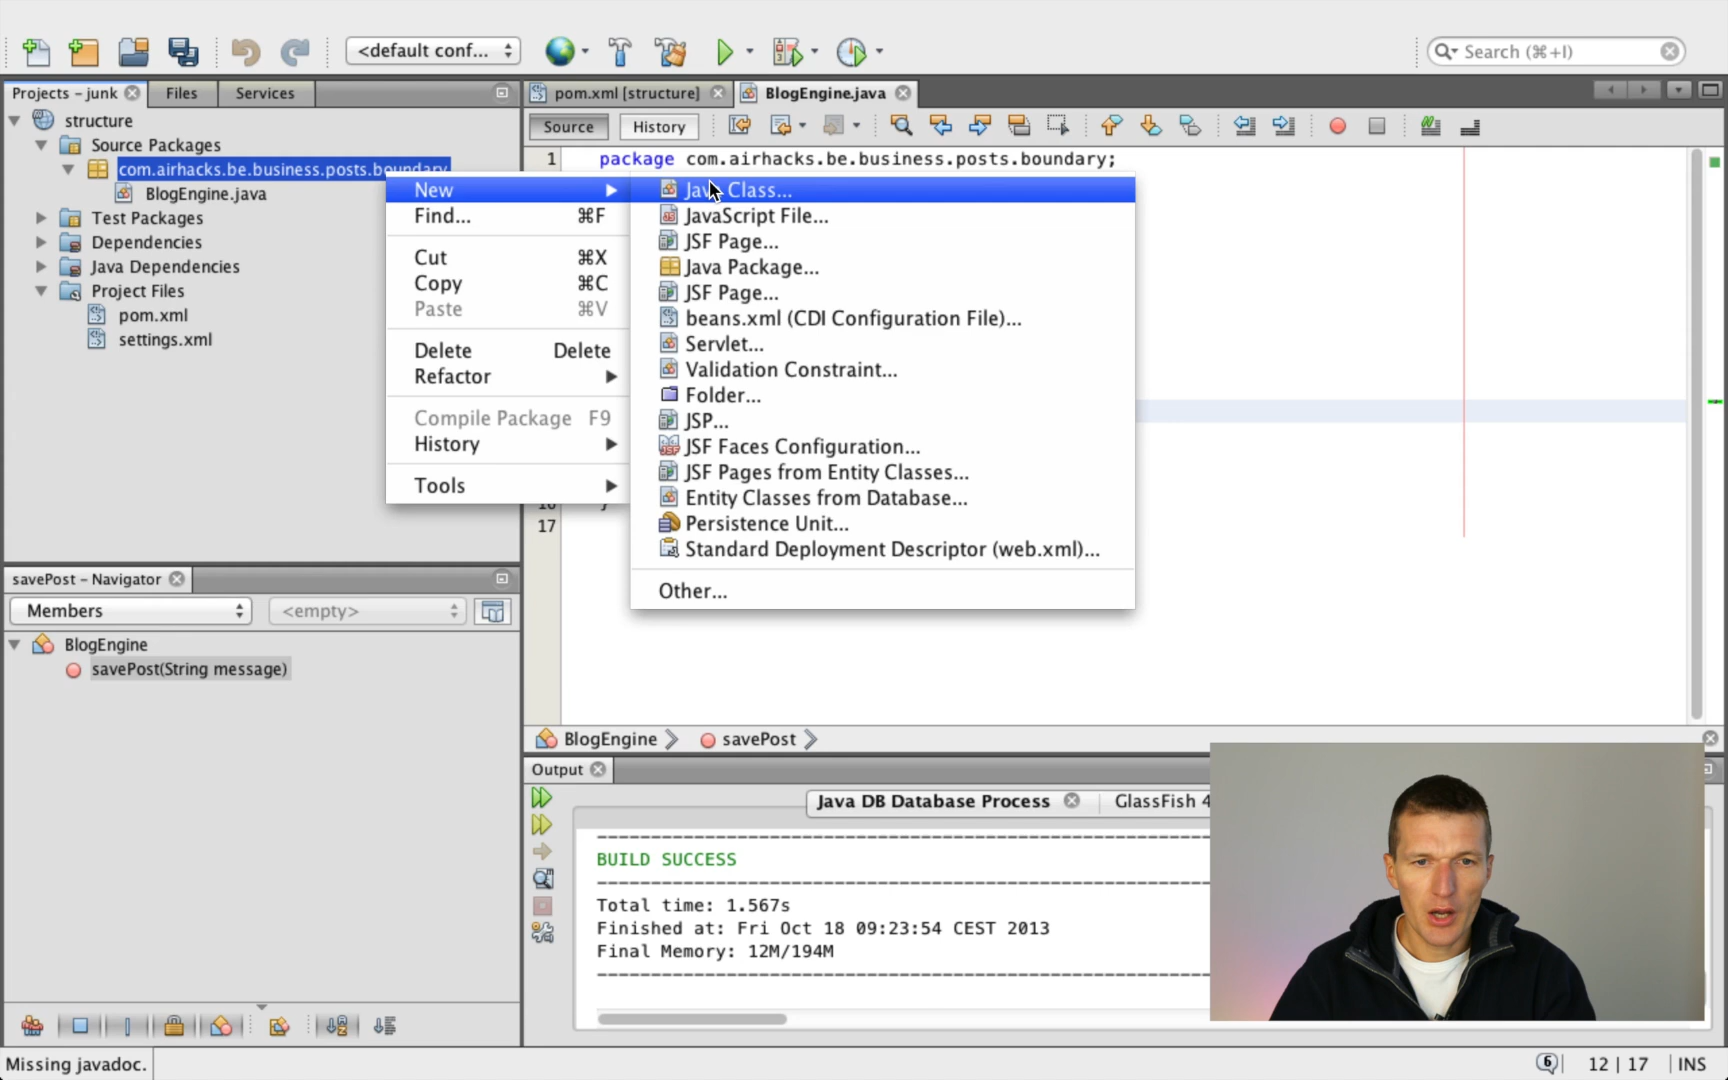 <default conf...
Search (⌘+I)
Projects – junk
Files
Services
pom.xml [structure]
BlogEngine.java
structure
Source Packages
com.airhacks.be.business.posts.boundary
BlogEngine.java
Test Packages
Dependencies
Java Dependencies
Project Files
pom.xml
settings.xml
Source
History
1
package com.airhacks.be.business.posts.boundary;
17
New
Find... ⌘F
Cut ⌘X
Copy ⌘C
Paste ⌘V
Delete Delete
Refactor
Compile Package F9
History
Tools
Java Class...
JavaScript File...
JSF Page...
Java Package...
JSF Page...
beans.xml (CDI Configuration File)...
Servlet...
Validation Constraint...
Folder...
JSP...
JSF Faces Configuration...
JSF Pages from Entity Classes...
Entity Classes from Database...
Persistence Unit...
Standard Deployment Descriptor (web.xml)...
Other...
savePost – Navigator
Members
<empty>
BlogEngine
savePost(String message)
BlogEngine
savePost
Output
Java DB Database Process
GlassFish 4
BUILD SUCCESS
Total time: 1.567s
Finished at: Fri Oct 18 09:23:54 CEST 2013
Final Memory: 12M/194M
Missing javadoc.
6
12 | 17
INS